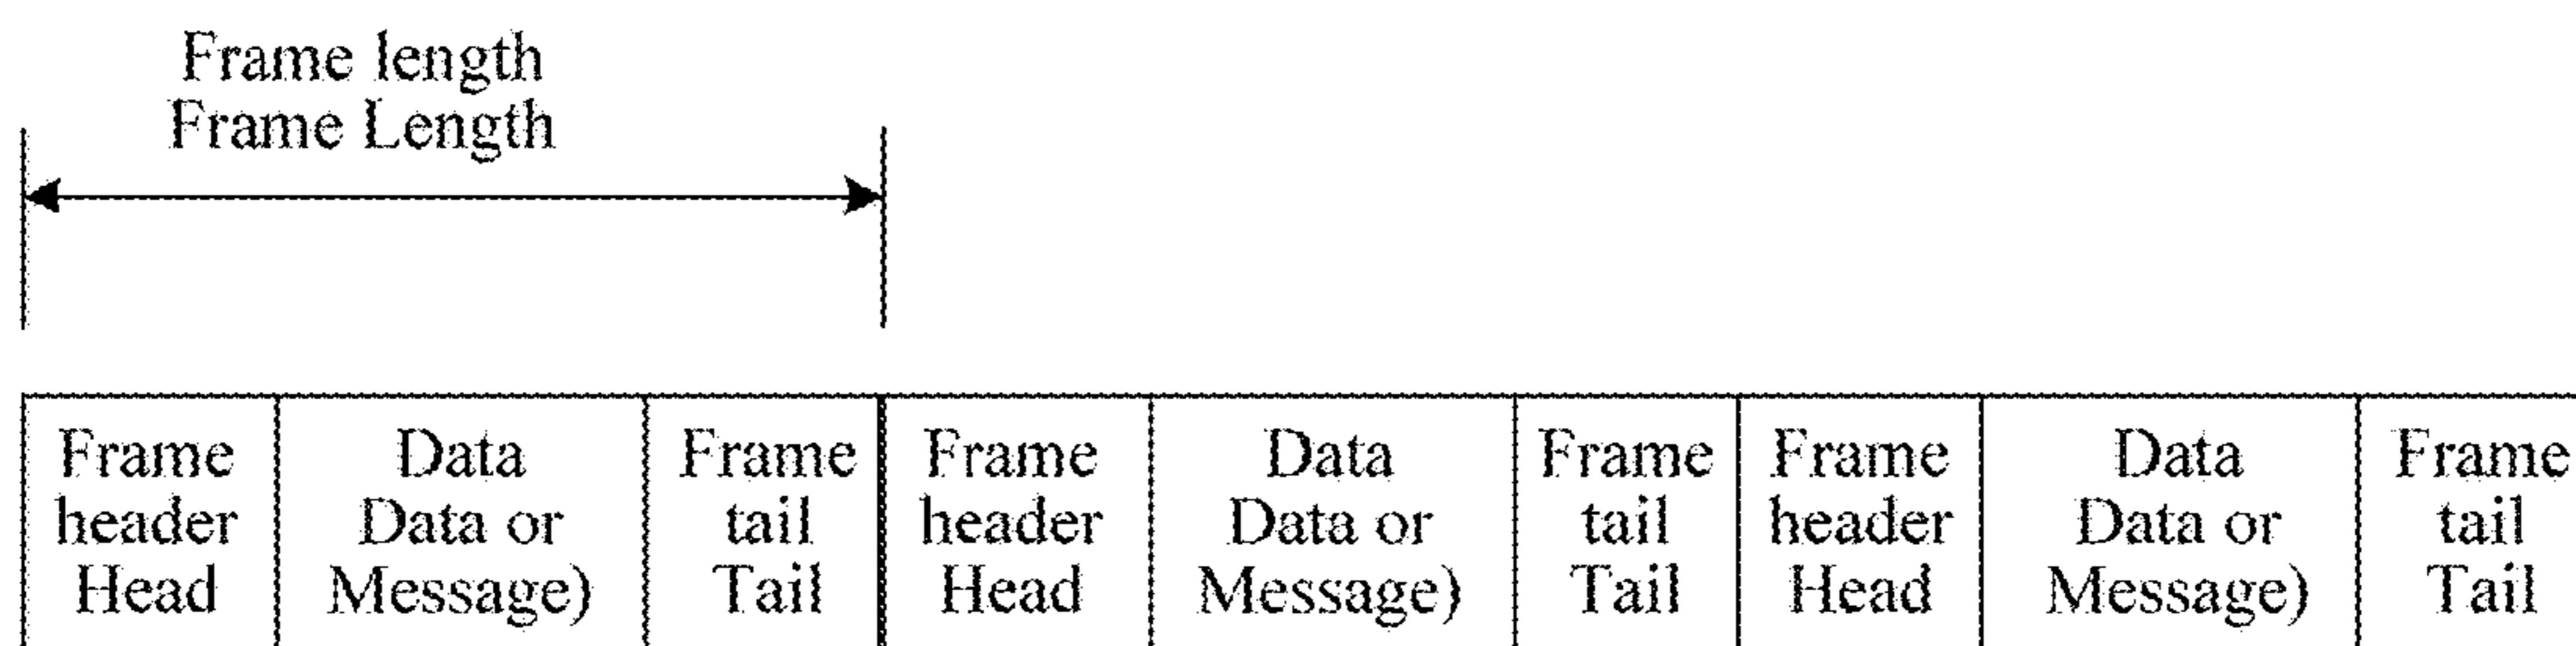 Frame length
Frame Length
Frame
header
Head
Data
Data or
Message)
Frame
tail
Tail
Frame
header
Head
Data
Data or
Message)
Frame
tail
Tail
Frame
header
Head
Data
Data or
Message)
Frame
tail
Tail